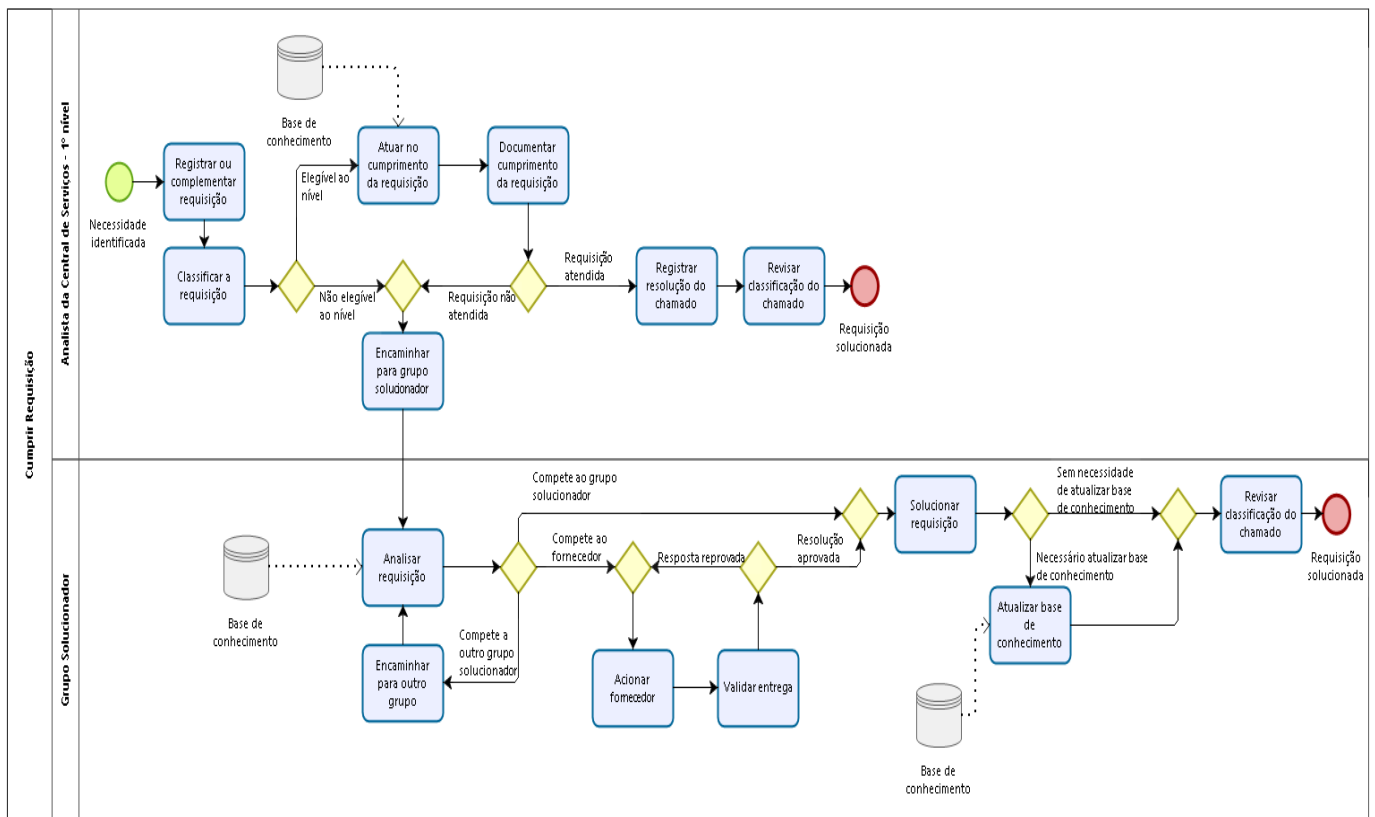 Cumprir Requisição
Analista da Central de Serviços - 1º nível
Base de
conhecimento
Necessidade
identificada
Registrar ou
complementar
requisição
Classificar a
requisição
Elegível ao
nível
Atuar no
cumprimento
da requisição
Documentar
cumprimento
da requisição
Não elegível
ao nível
Requisição não
atendida
Requisição
atendida
Registrar
resolução do
chamado
Revisar
classificação do
chamado
Requisição
solucionada
Encaminhar
para grupo
solucionador
Grupo Solucionador
Base de
conhecimento
Analisar
requisição
Encaminhar
para outro
grupo
Compete ao grupo
solucionador
Compete ao
fornecedor
Compete a
outro grupo
solucionador
Resposta reprovada
Resolução
aprovada
Acionar
fornecedor
Validar entrega
Solucionar
requisição
Sem necessidade
de atualizar base
de conhecimento
Necessário atualizar base
de conhecimento
Atualizar base
de
conhecimento
Base de
conhecimento
Revisar
classificação do
chamado
Requisição
solucionada